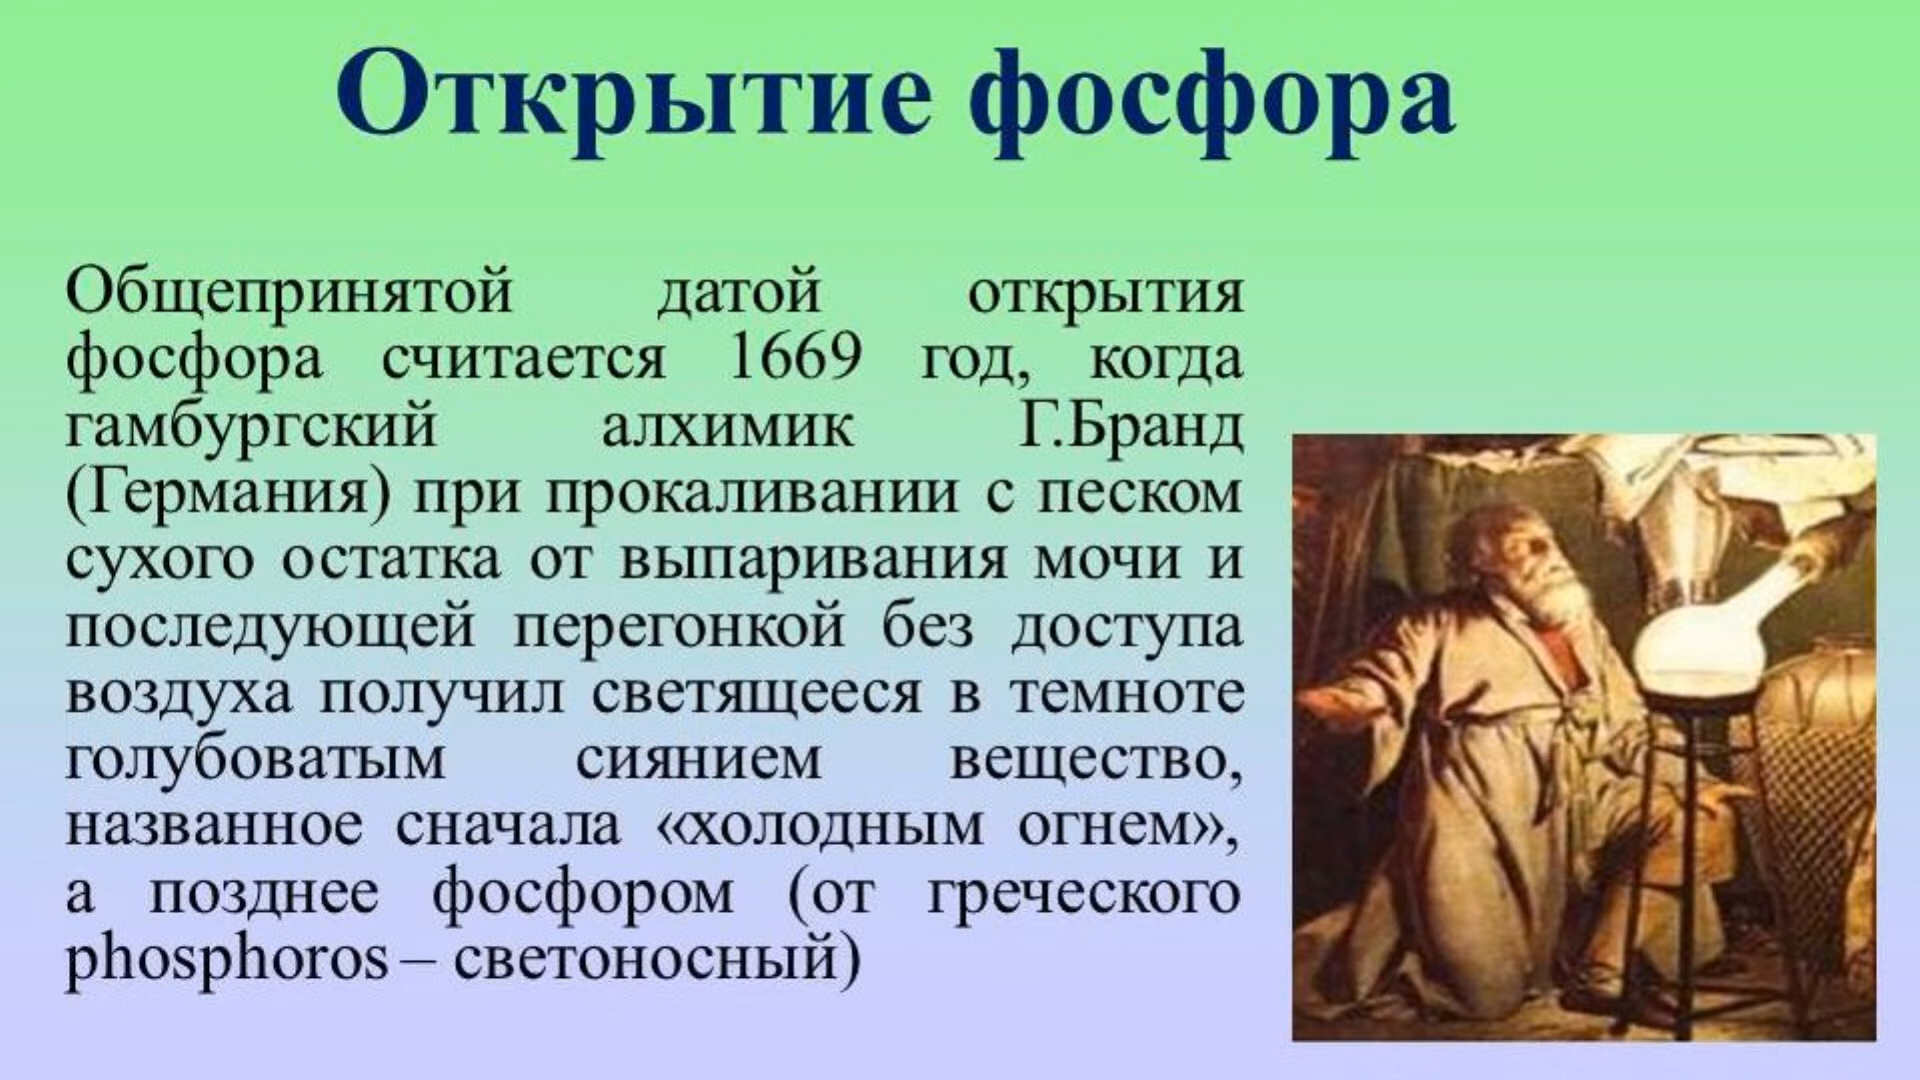 Открытие фосфора
Общепринятой датой открытия
фосфора считается 1669 год, когда
гамбургский алхимик Г.Бранд
(Германия) при прокаливании с песком
сухого остатка от выпаривания мочи и
последующей перегонкой без доступа
воздуха получил светящееся в темноте
голубоватым сиянием вещество,
названное сначала «холодным огнем»,
а позднее фосфором (от греческого
phosphoros – светоносный)